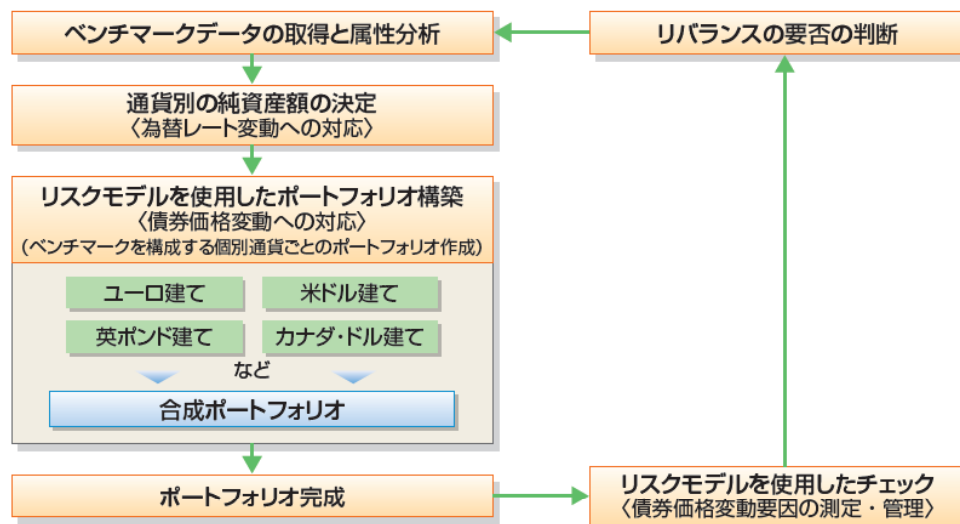 ベンチマークデータの取得と属性分析
リバランスの要否の判断
通貨別の純資産額の決定
〈為替レート変動への対応〉
リスクモデルを使用したポートフォリオ構築
〈債券価格変動への対応〉
(ベンチマークを構成する個別通貨ごとのポートフォリオ作成)
ユーロ建て
米ドル建て
英ポンド建て
カナダ・ドル建て
など
合成ポートフォリオ
ポートフォリオ完成
リスクモデルを使用したチェック
〈債券価格変動要因の測定・管理〉